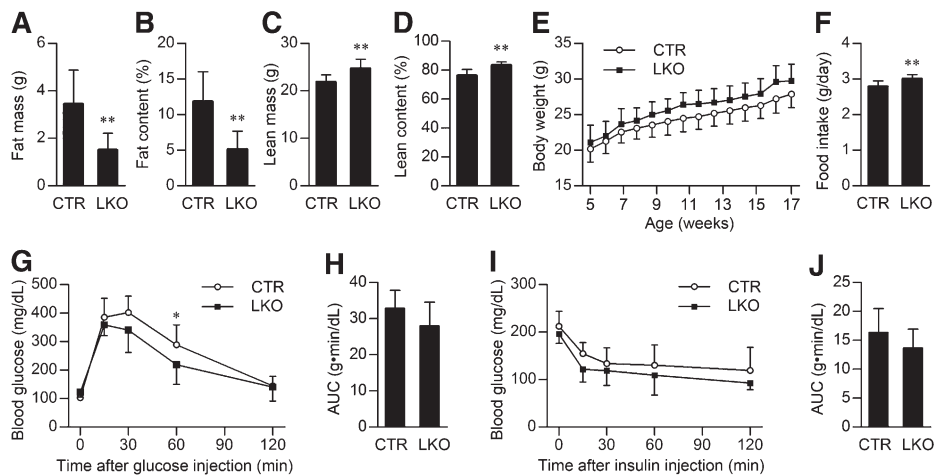 A
Fat mass (g)
6
4
2
0
**
CTR LKO
B
Fat content (%)
20
15
10
5
0
**
CTR LKO
C
Lean mass (g)
30
20
10
0
**
CTR LKO
D
Lean content (%)
100
80
60
40
20
0
**
CTR LKO
E
Body weight (g)
35
30
25
20
15
CTR
LKO
5 7 9 11 13 15 17
Age (weeks)
F
Food intake (g/day)
4
3
2
1
0
**
CTR LKO
G
Blood glucose (mg/dL)
500
400
300
200
100
0
CTR
LKO
*
0 30 60 90 120
Time after glucose injection (min)
H
AUC (g•min/dL)
40
30
20
10
0
CTR LKO
I
Blood glucose (mg/dL)
300
200
100
0
CTR
LKO
0 30 60 90 120
Time after insulin injection (min)
J
AUC (g•min/dL)
25
20
15
10
5
0
CTR LKO